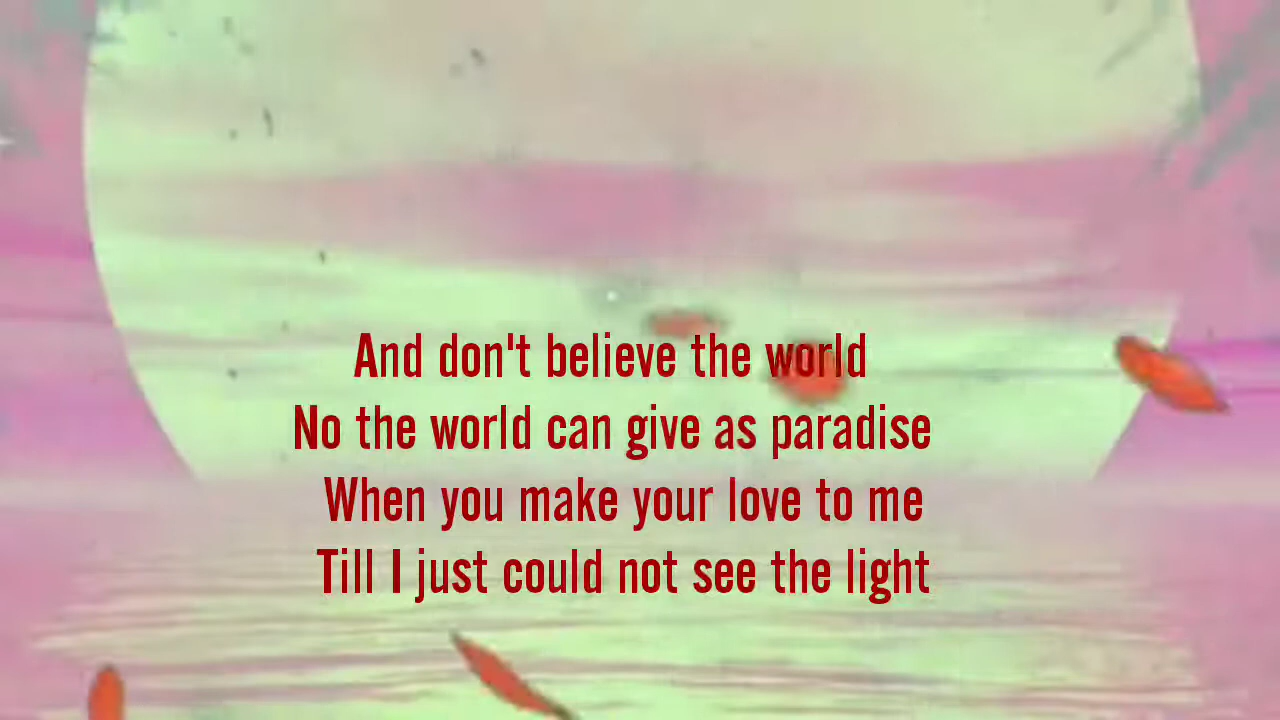 And don't believe the world
No the world can give as paradise
When you make your love to me
Till I just could not see the light